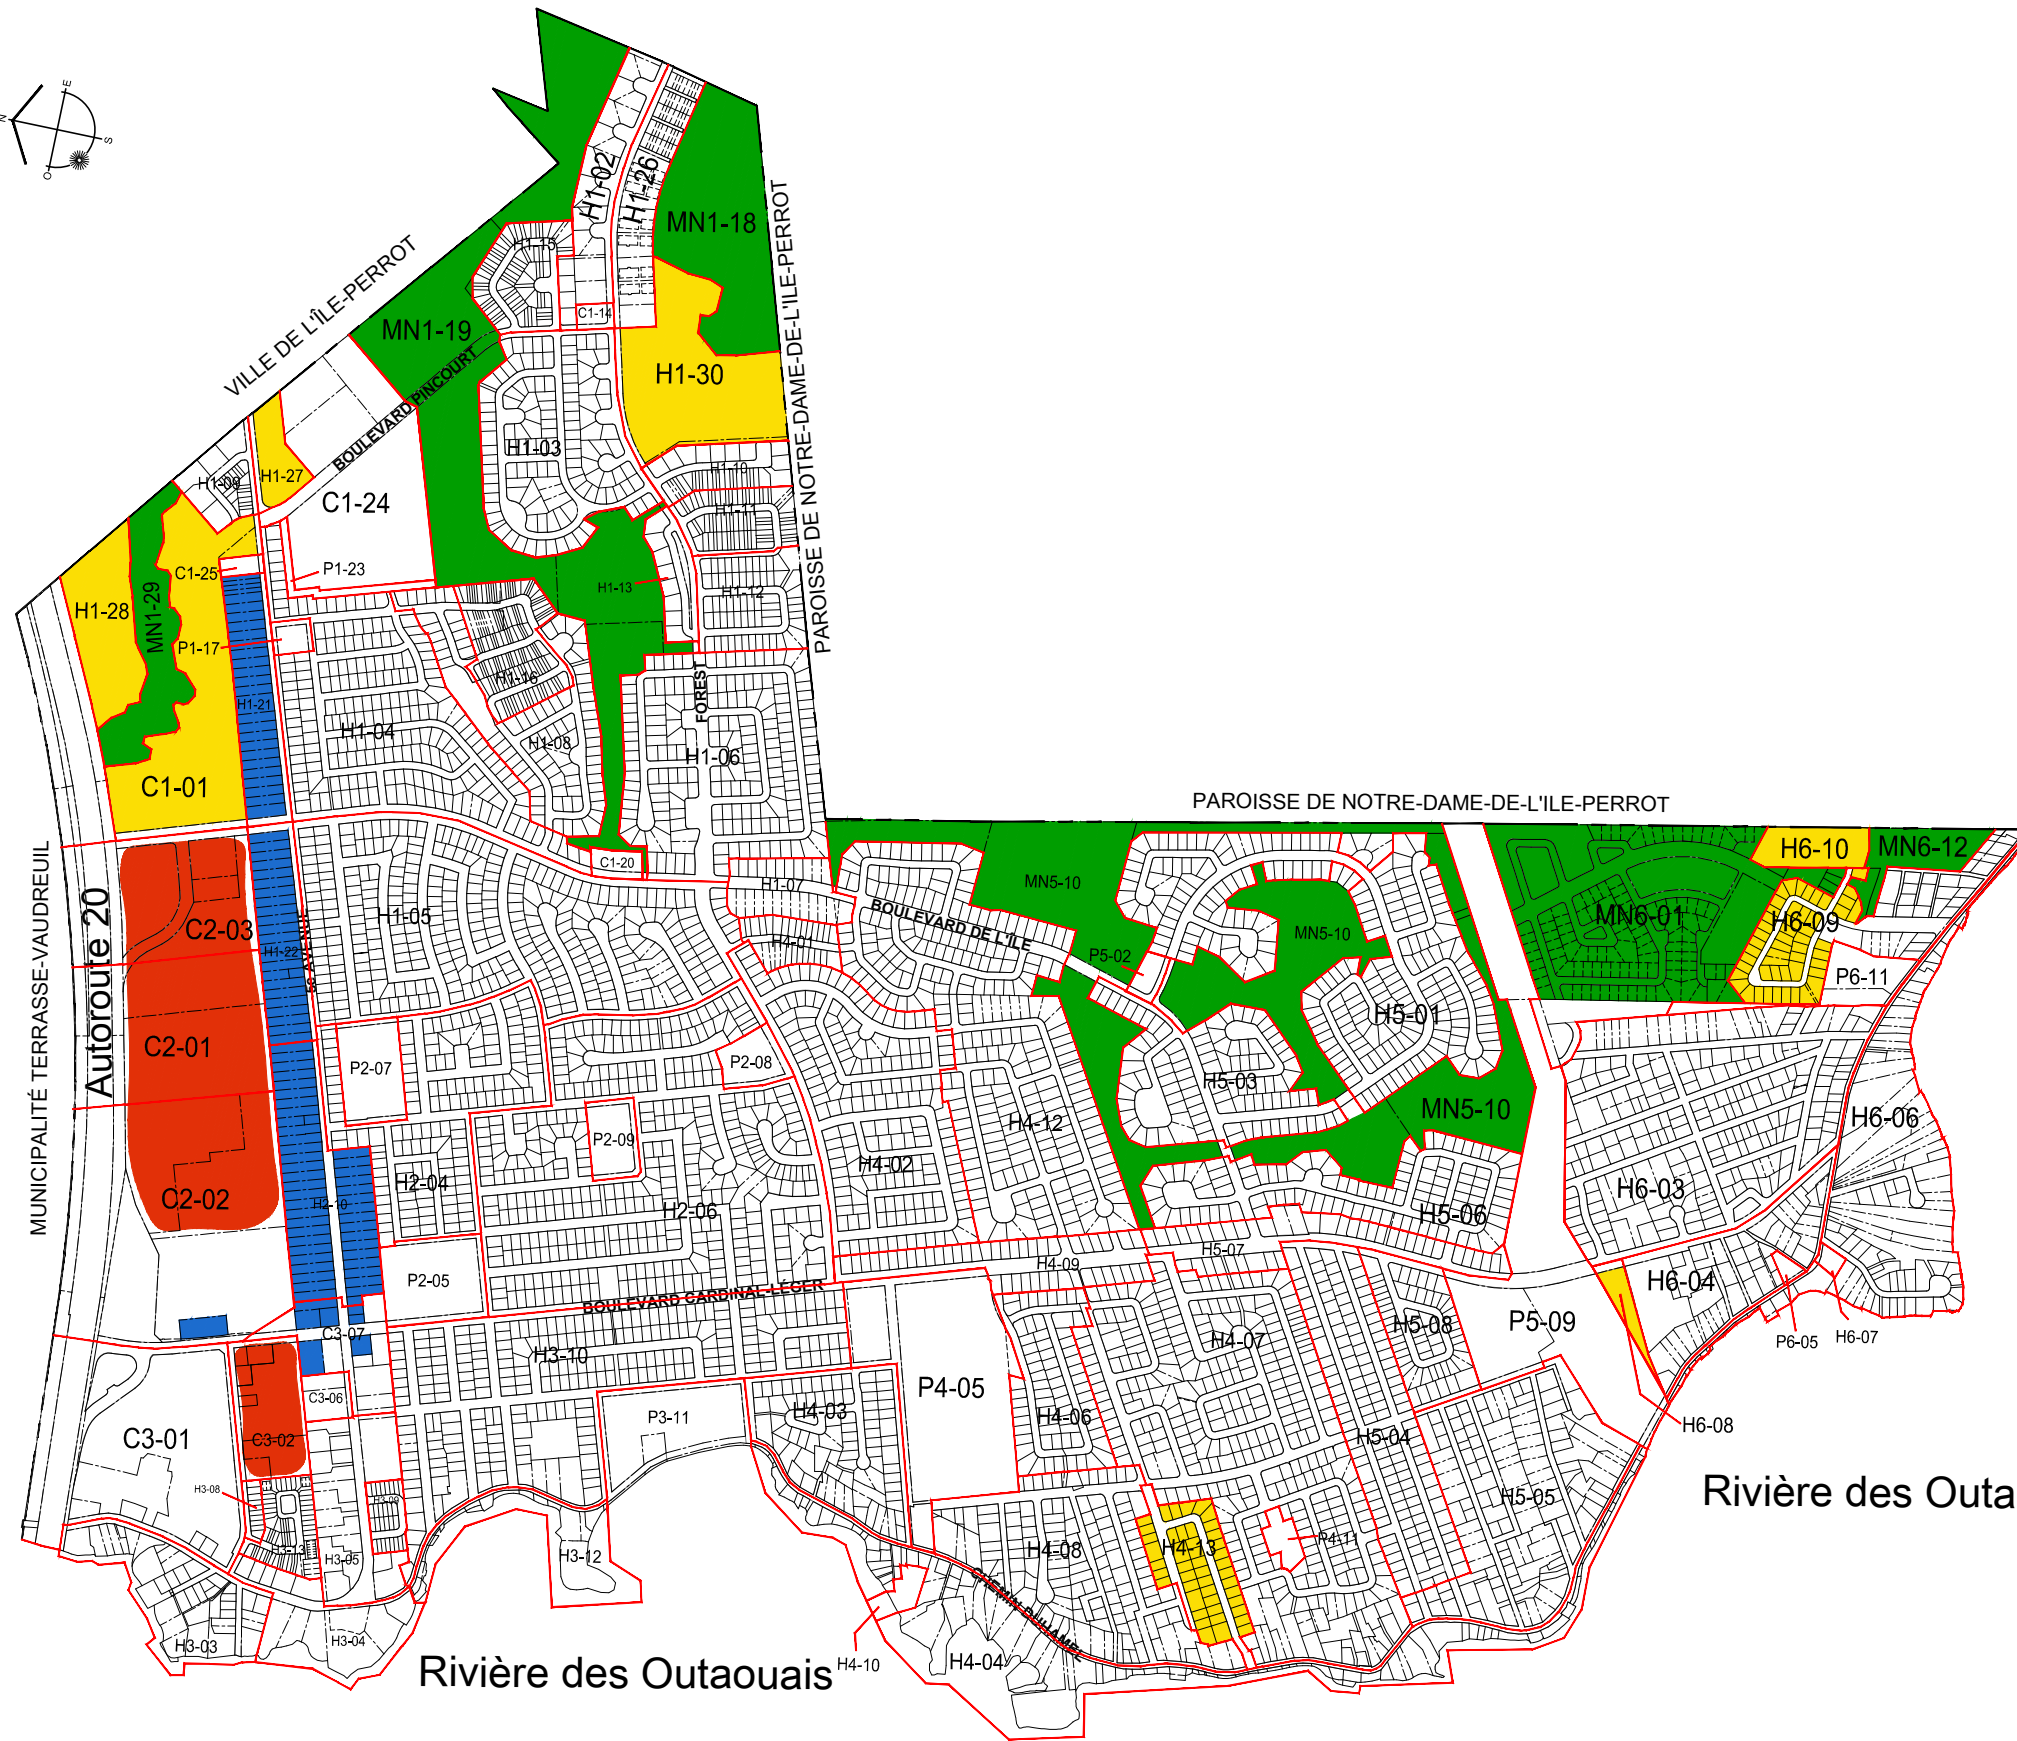 N
E
S
O
VILLE DE L'ÎLE-PERROT
PAROISSE DE NOTRE-DAME-DE-L'ILE-PERROT
H1-02
H1-26
MN1-18
H1-15
C1-14
MN1-19
BOULEVARD PINCOURT
H1-30
H1-03
H1-10
H1-11
H1-09
H1-27
C1-24
P1-23
C1-25
H1-13
H1-12
H1-28
MN1-29
P1-17
H1-21
H1-04
H1-16
H1-08
FOREST
H1-06
C1-01
PAROISSE DE NOTRE-DAME-DE-L'ILE-PERROT
MUNICIPALITÉ TERRASSE-VAUDREUIL
Autoroute 20
C1-20
H1-07
H1-05
H4-01
BOULEVARD DE L'ÎLE
MN5-10
MN5-10
P5-02
MN6-01
H6-10
MN6-12
H6-09
P6-11
C2-03
H1-22
C2-01
P2-07
P2-08
H5-01
H5-03
MN5-10
H4-12
H6-06
P2-09
H4-02
H2-04
C2-02
H2-10
H2-06
H5-06
H6-03
P2-05
H4-09
H5-07
BOULEVARD CARDINAL-LÉGER
H6-04
C3-07
H3-10
H4-07
H5-08
P5-09
P6-05
H6-07
C3-06
P4-05
H4-03
H4-06
P3-11
C3-01
C3-02
H5-04
H6-08
H3-08
H3-09
H5-05
Rivière des Outa
H3-13
H3-05
H3-12
H4-08
H4-13
P4-11
CHEMIN DUHAMEL
H3-03
H3-04
H4-10
H4-04
Rivière des Outaouais